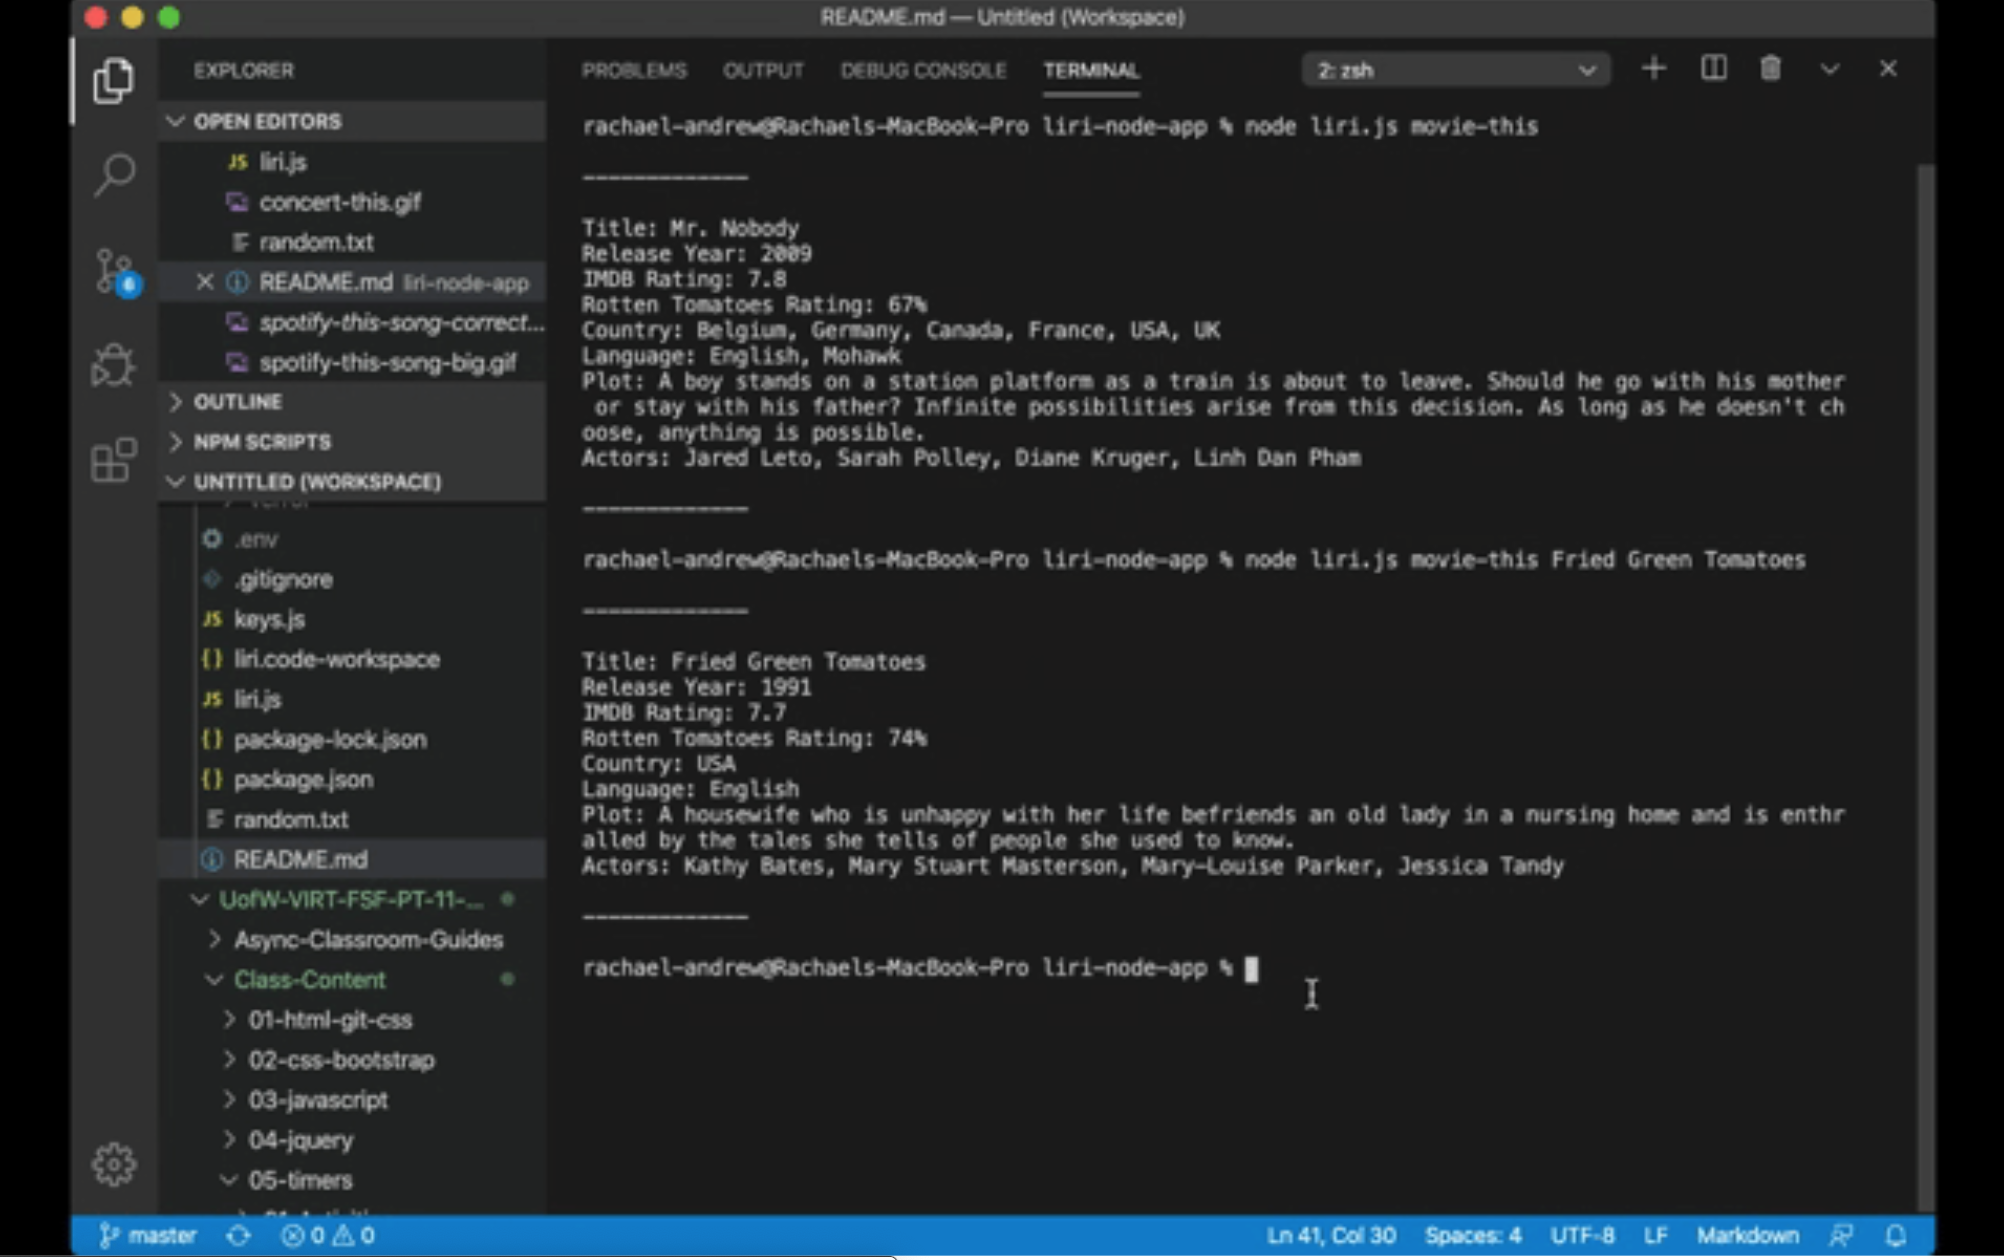 README.md — Untitled (Workspace)
EXPLORER
OPEN EDITORS
JS liri.js
concert-this.gif
random.txt
README.md liri-node-app
spotify-this-song-correct...
spotify-this-song-big.gif
OUTLINE
NPM SCRIPTS
UNTITLED (WORKSPACE)
.env
.gitignore
JS keys.js
{} liri.code-workspace
JS liri.js
{} package-lock.json
{} package.json
random.txt
README.md
UofW-VIRT-FSF-PT-11-...
Async-Classroom-Guides
Class-Content
01-html-git-css
02-css-bootstrap
03-javascript
04-jquery
05-timers
PROBLEMS OUTPUT DEBUG CONSOLE TERMINAL 2: zsh
rachael-andrew@Rachaels-MacBook-Pro liri-node-app % node liri.js movie-this
-------------
Title: Mr. Nobody
Release Year: 2009
IMDB Rating: 7.8
Rotten Tomatoes Rating: 67%
Country: Belgium, Germany, Canada, France, USA, UK
Language: English, Mohawk
Plot: A boy stands on a station platform as a train is about to leave. Should he go with his mother
or stay with his father? Infinite possibilities arise from this decision. As long as he doesn't ch
oose, anything is possible.
Actors: Jared Leto, Sarah Polley, Diane Kruger, Linh Dan Pham
-------------
rachael-andrew@Rachaels-MacBook-Pro liri-node-app % node liri.js movie-this Fried Green Tomatoes
-------------
Title: Fried Green Tomatoes
Release Year: 1991
IMDB Rating: 7.7
Rotten Tomatoes Rating: 74%
Country: USA
Language: English
Plot: A housewife who is unhappy with her life befriends an old lady in a nursing home and is enthr
alled by the tales she tells of people she used to know.
Actors: Kathy Bates, Mary Stuart Masterson, Mary-Louise Parker, Jessica Tandy
-------------
rachael-andrew@Rachaels-MacBook-Pro liri-node-app %
master 0 0 Ln 41, Col 30 Spaces: 4 UTF-8 LF Markdown